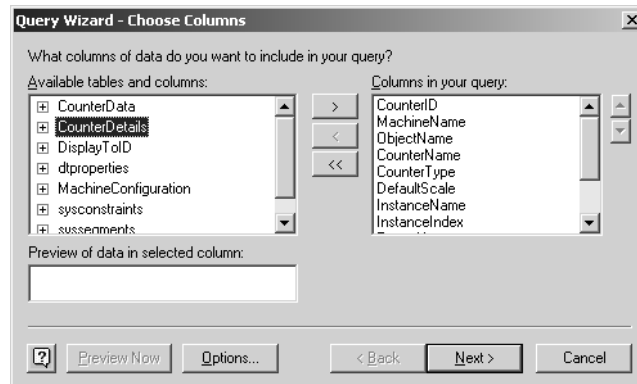 Query Wizard - Choose Columns
What columns of data do you want to include in your query?
Available tables and columns:
CounterData
CounterDetails
DisplayToID
dtproperties
MachineConfiguration
sysconstraints
syssegments
>
<
<<
Columns in your query:
CounterID
MachineName
ObjectName
CounterName
CounterType
DefaultScale
InstanceName
InstanceIndex
Preview of data in selected column:
Preview Now
Options...
< Back
Next >
Cancel